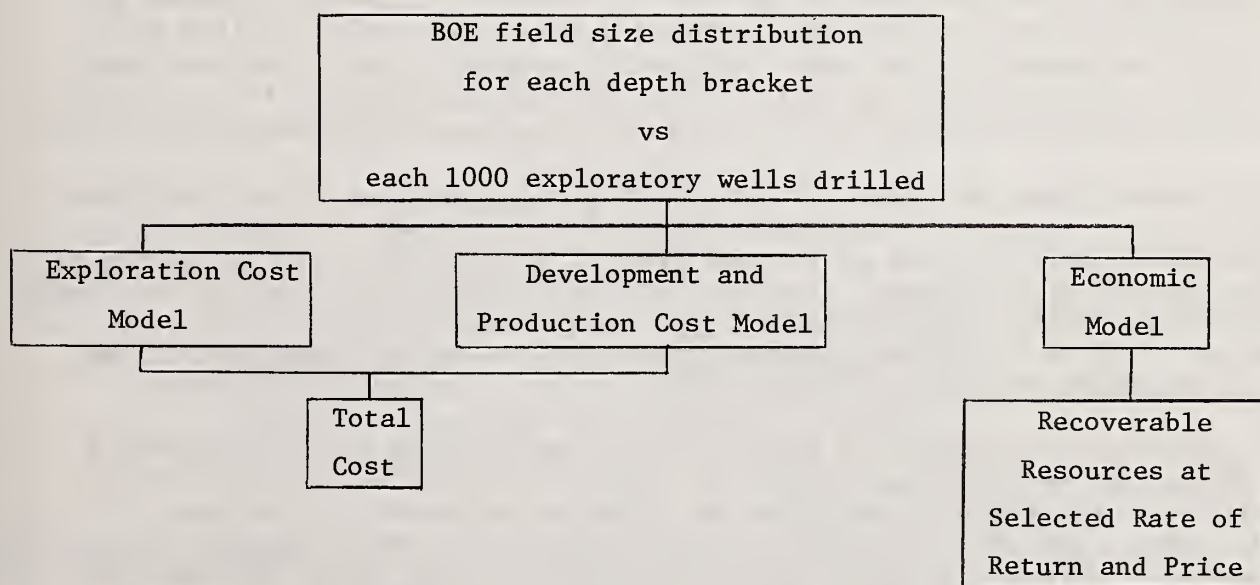 BOE field size distribution
for each depth bracket
vs
each 1000 exploratory wells drilled
Exploration Cost
Model
Development and
Production Cost Model
Economic
Model
Total
Cost
Recoverable
Resources at
Selected Rate of
Return and Price